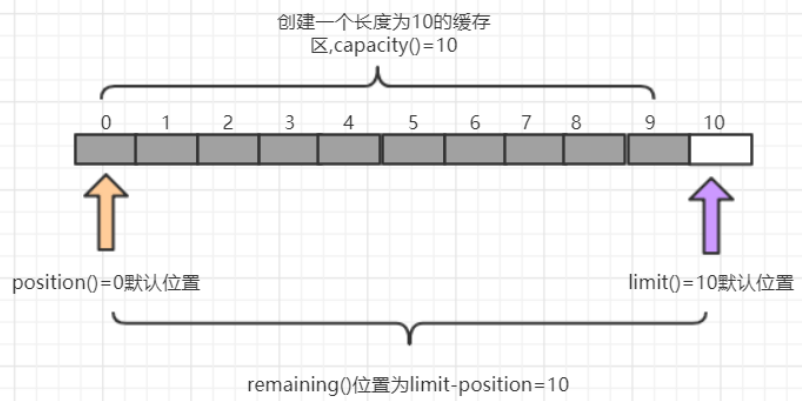 创建一个长度为10的缓存
区,capacity()=10
0 1 2 3 4 5 6 7 8 9 10
position()=0默认位置 limit()=10默认位置
remaining()位置为limit-position=10